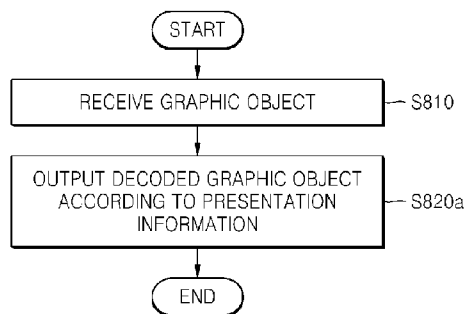 START
RECEIVE GRAPHIC OBJECT
S810
OUTPUT DECODED GRAPHIC OBJECT
ACCORDING TO PRESENTATION
INFORMATION
S820a
END